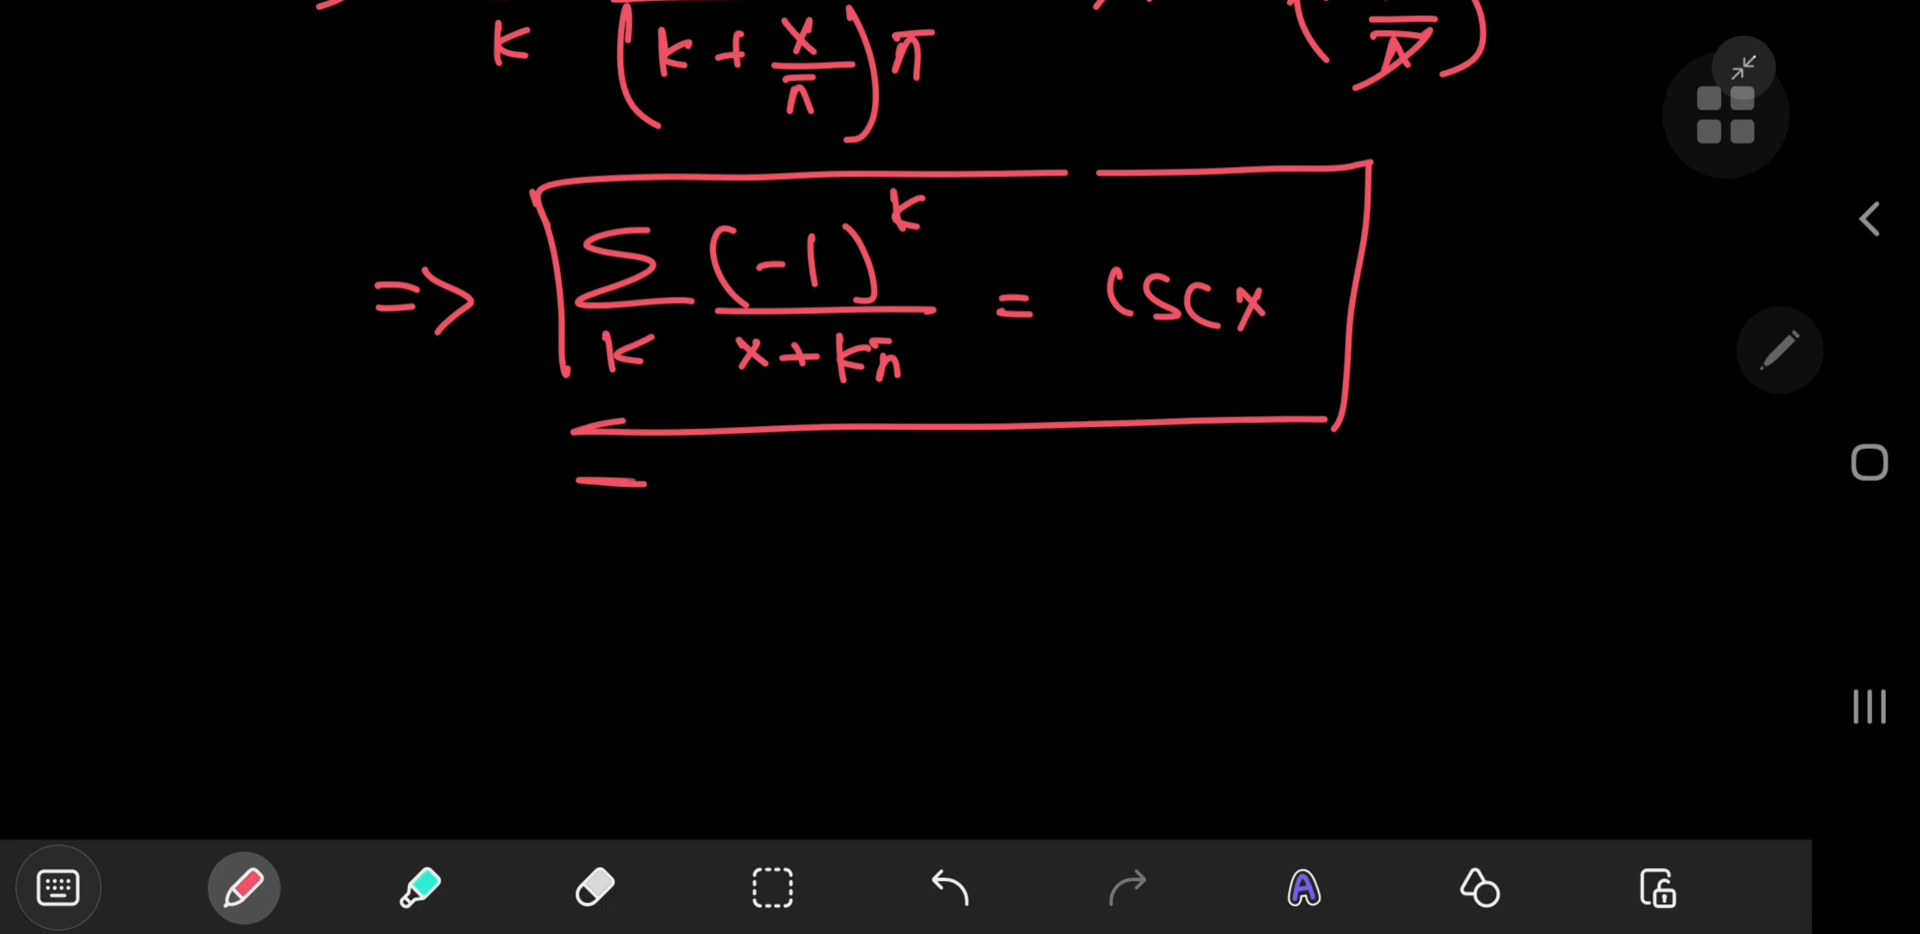 K (K + x/π) π
=> Σ_K (-1)^K / (x + Kπ) = CSC x